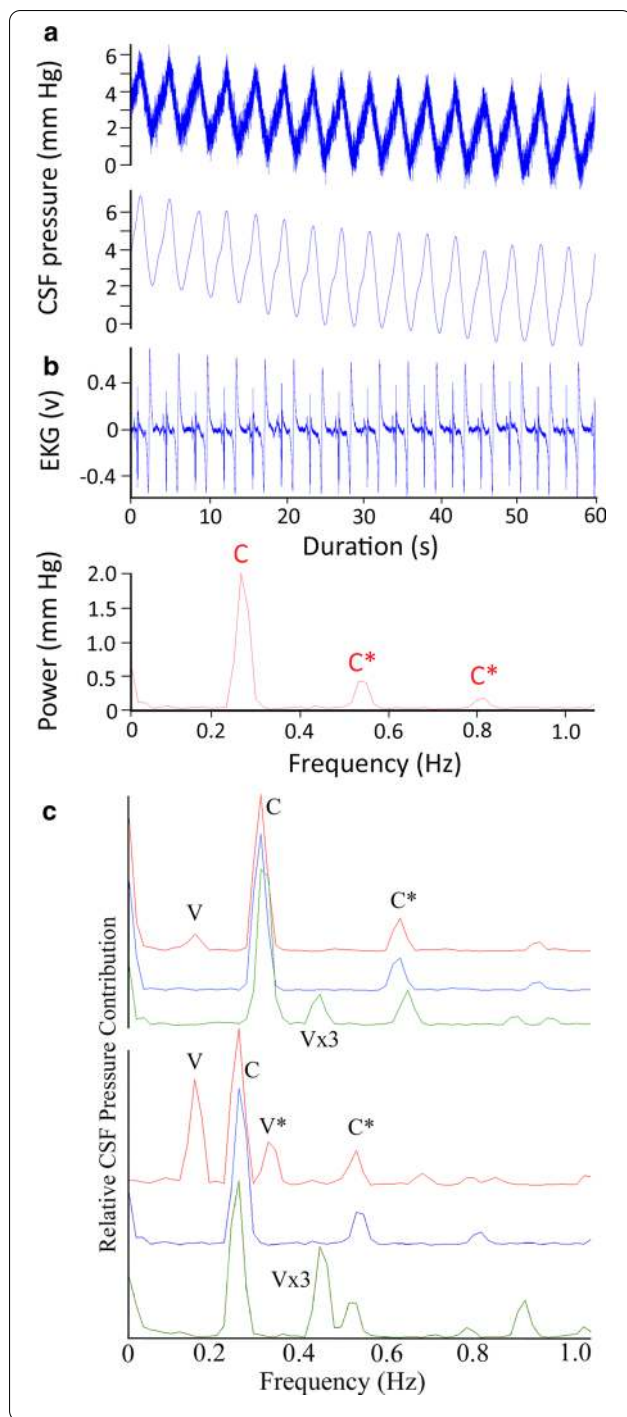 a
CSF pressure (mm Hg)
6
4
2
0
6
4
2
0
b
EKG (v)
0.4
0
-0.4
0 10 20 30 40 50 60
Duration (s)
Power (mm Hg)
2.0
1.5
1.0
0.5
0
C
C*
C*
0 0.2 0.4 0.6 0.8 1.0
Frequency (Hz)
c
Relative CSF Pressure Contribution
C
V
C*
Vx3
V
C
V*
C*
Vx3
0 0.2 0.4 0.6 0.8 1.0
Frequency (Hz)